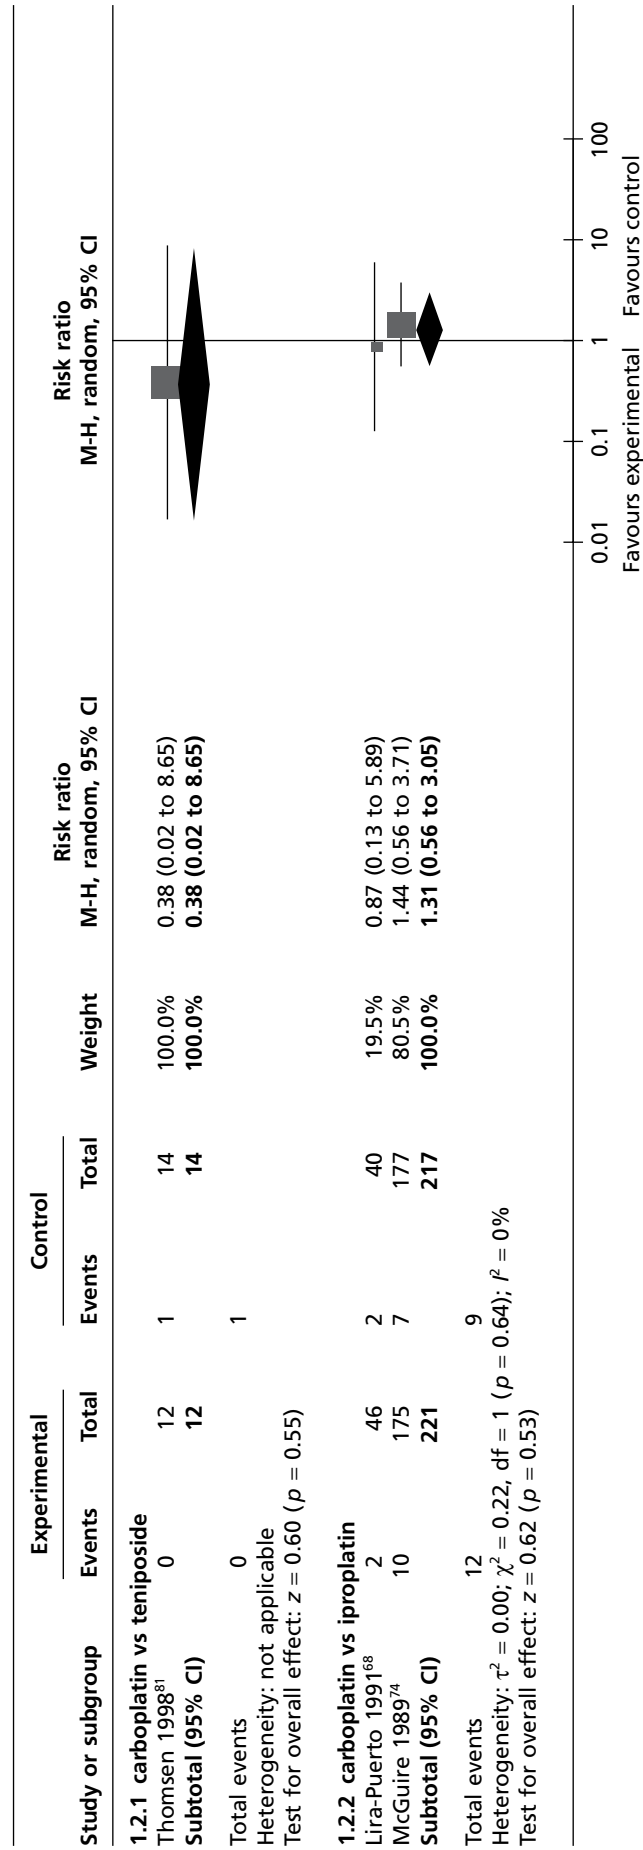 Experimental Control Risk ratio Risk ratio
Study or subgroup Events Total Events Total Weight M-H, random, 95% CI M-H, random, 95% CI
1.2.1 carboplatin vs teniposide
Thomsen 1998⁸¹ 0 12 1 14 100.0% 0.38 (0.02 to 8.65)
Subtotal (95% CI) 12 14 100.0% 0.38 (0.02 to 8.65)
Total events 0 1
Heterogeneity: not applicable
Test for overall effect: z = 0.60 (p = 0.55)
1.2.2 carboplatin vs iproplatin
Lira-Puerto 1991⁶⁸ 2 46 2 40 19.5% 0.87 (0.13 to 5.89)
McGuire 1989⁷⁴ 10 175 7 177 80.5% 1.44 (0.56 to 3.71)
Subtotal (95% CI) 221 217 100.0% 1.31 (0.56 to 3.05)
Total events 12 9
Heterogeneity: τ² = 0.00; χ² = 0.22, df = 1 (p = 0.64); I² = 0%
Test for overall effect: z = 0.62 (p = 0.53)
0.01 0.1 1 10 100
Favours experimental Favours control